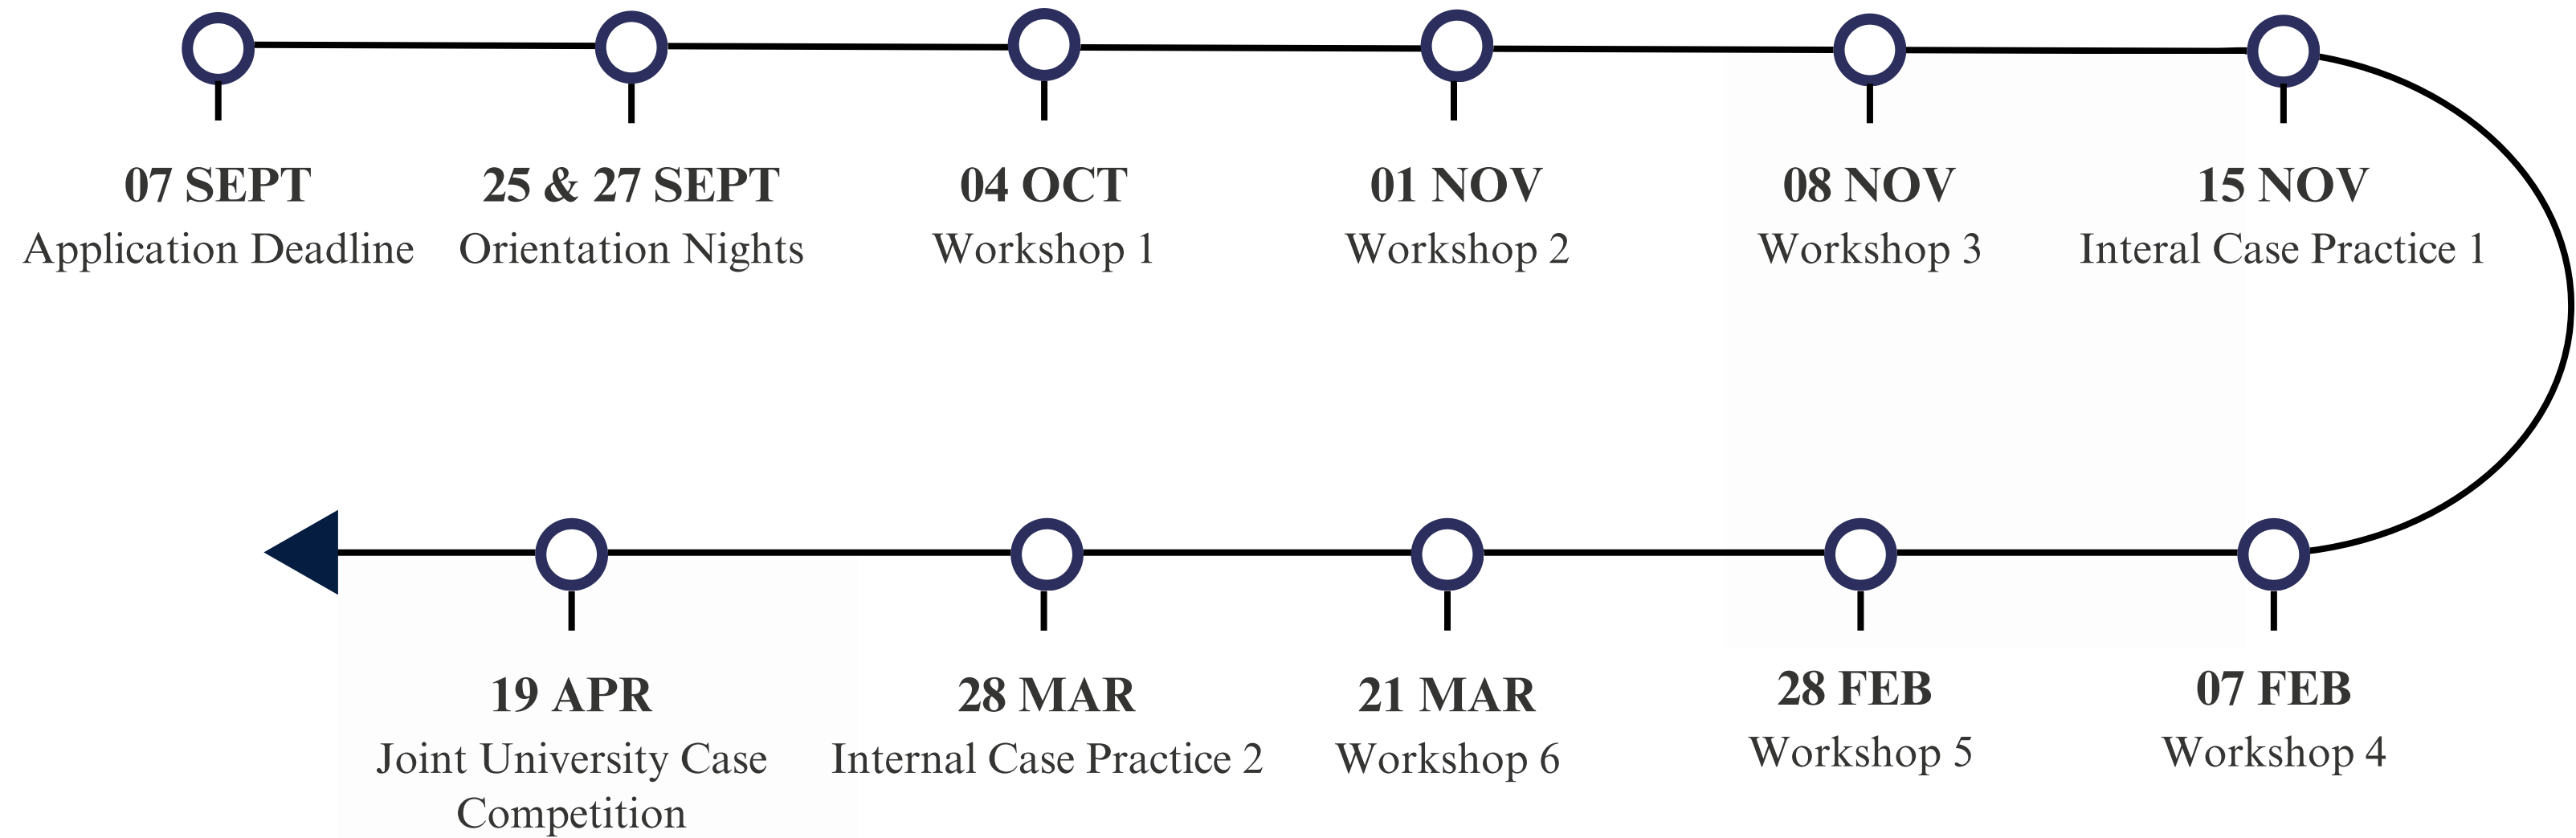 07 SEPT
Application Deadline
25 & 27 SEPT
Orientation Nights
04 OCT
Workshop 1
01 NOV
Workshop 2
08 NOV
Workshop 3
15 NOV
Interal Case Practice 1
07 FEB
Workshop 4
28 FEB
Workshop 5
21 MAR
Workshop 6
28 MAR
Internal Case Practice 2
19 APR
Joint University Case
Competition